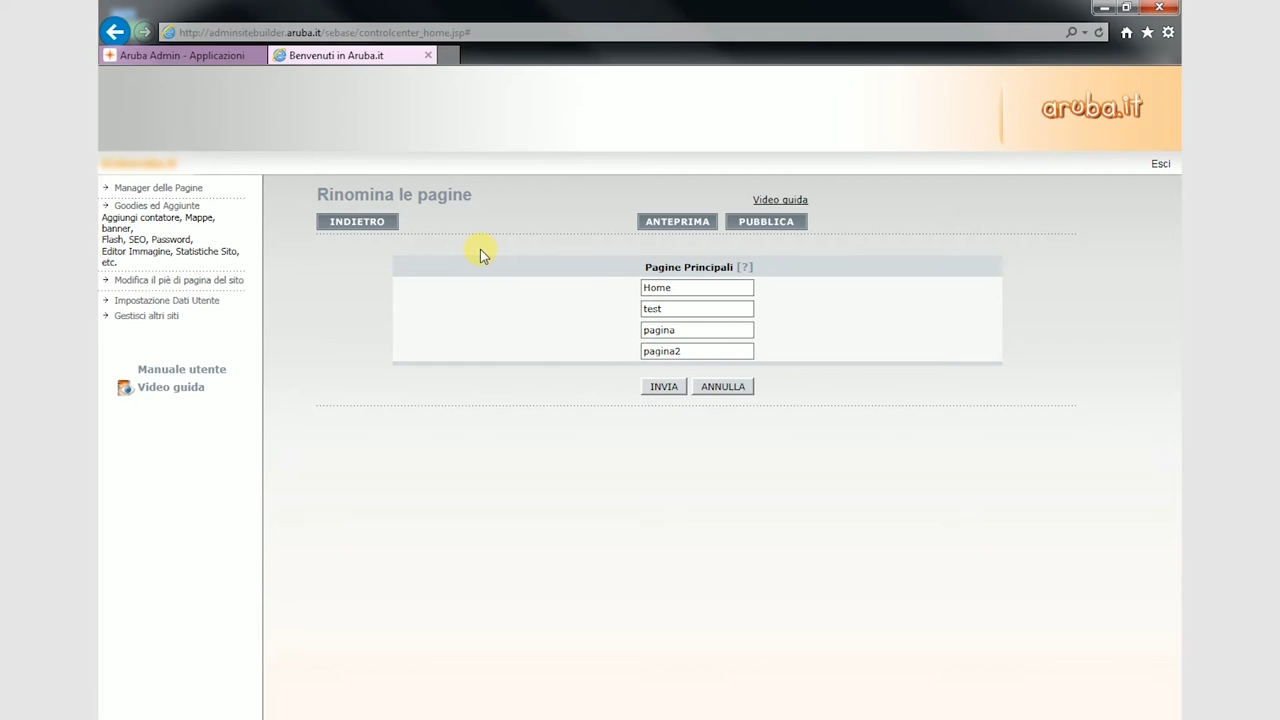 http://adminsitebuilder.aruba.it/sebase/controlcenter_home.jsp#
Aruba Admin - Applicazioni
Benvenuti in Aruba.it
aruba.it
Esci
Manager delle Pagine
Goodies ed Aggiunte
Aggiungi contatore, Mappe,
banner,
Flash, SEO, Password,
Editor Immagine, Statistiche Sito,
etc.
Modifica il piè di pagina del sito
Impostazione Dati Utente
Gestisci altri siti
Manuale utente
Video guida
Rinomina le pagine
Video guida
INDIETRO
ANTEPRIMA
PUBBLICA
Pagine Principali [?]
Home
test
pagina
pagina2
INVIA
ANNULLA